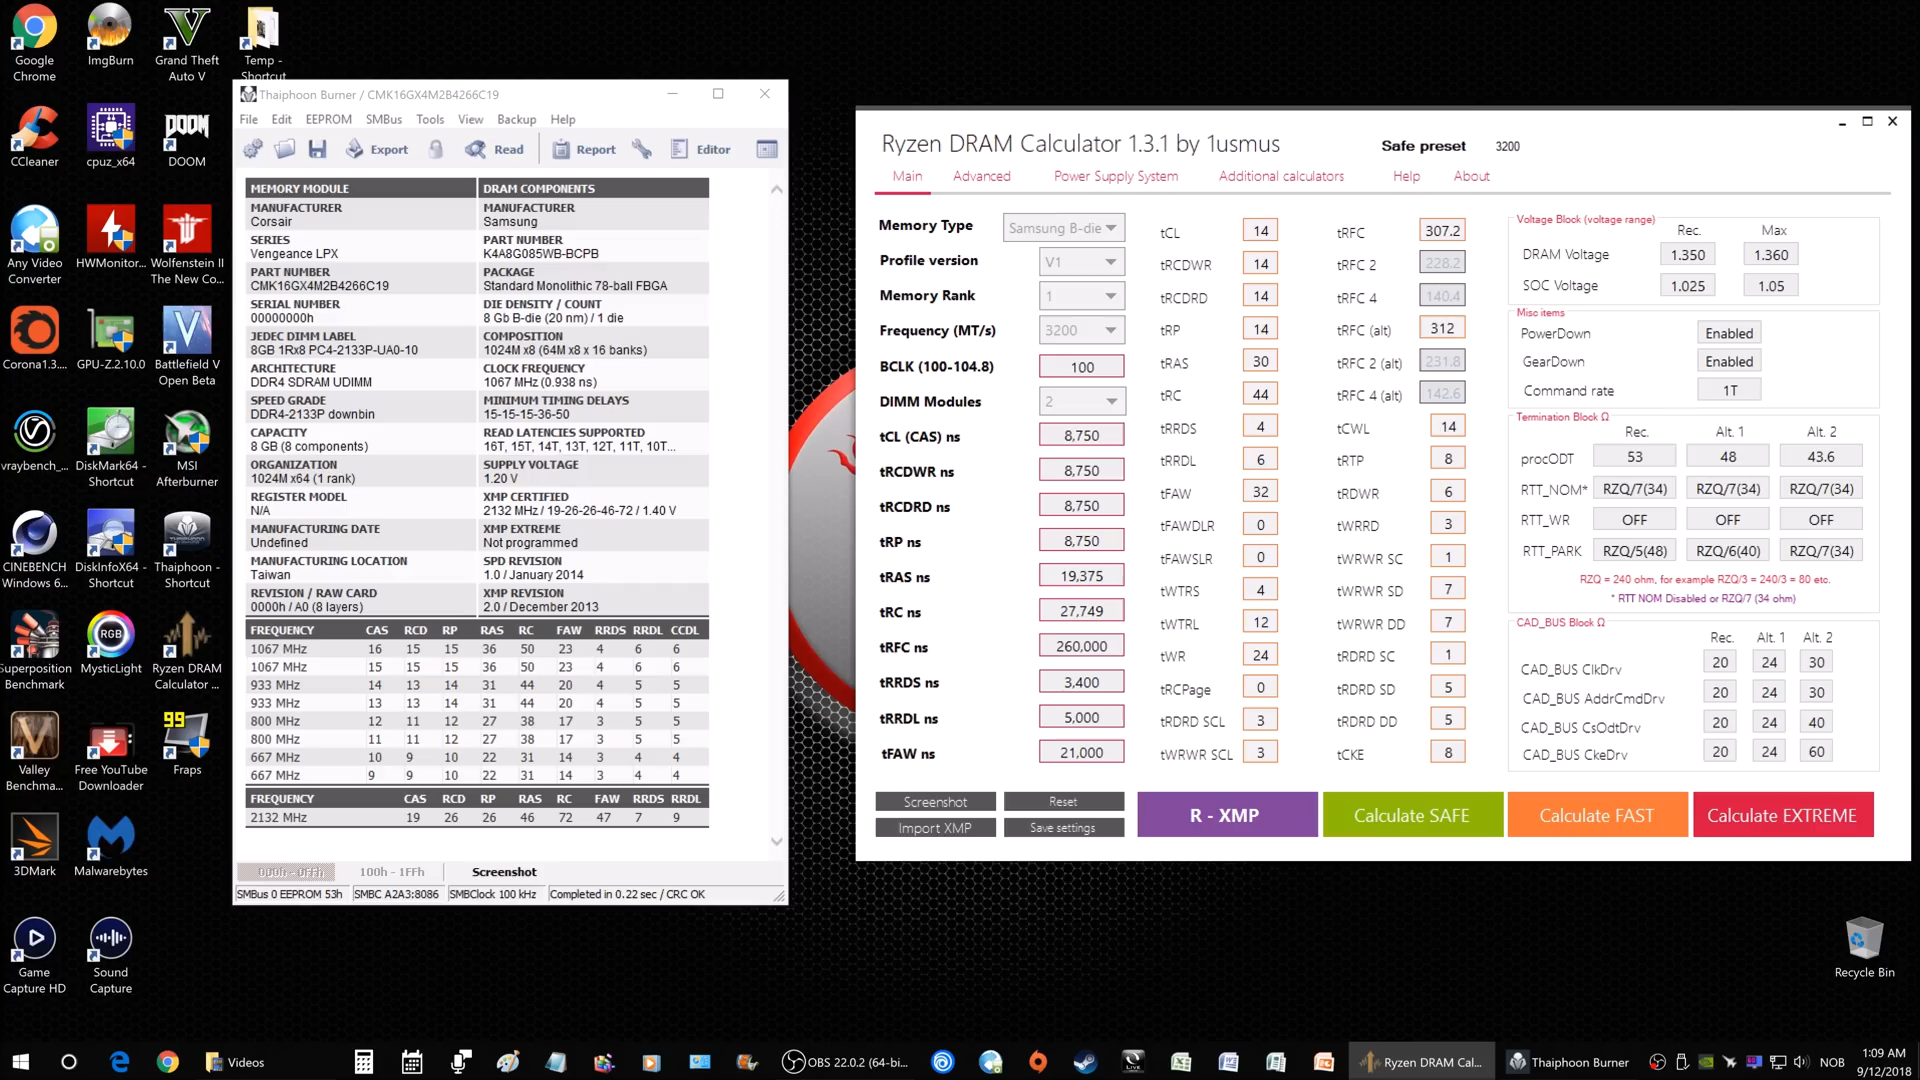 Google Chrome
ImgBurn
Grand Theft Auto V
Temp - Shortcut
CCleaner
cpuz_x64
DOOM
DOOM
Any Video Converter
HWMonitor...
Wolfenstein II The New Co...
Corona1.3....
GPU-Z.2.10.0
Battlefield V Open Beta
vraybench_...
DiskMark64 - Shortcut
MSI Afterburner
CINEBENCH Windows 6...
DiskInfoX64 - Shortcut
Thaiphoon - Shortcut
Superposition Benchmark
RGB
MysticLight
Ryzen DRAM Calculator ...
Valley Benchma...
Free YouTube Downloader
99
Fraps
3DMark
Malwarebytes
Game Capture HD
Sound Capture
Recycle Bin
Thaiphoon Burner / CMK16GX4M2B4266C19
File Edit EEPROM SMBus Tools View Backup Help
Export Read Report Editor
MEMORY MODULE DRAM COMPONENTS
MANUFACTURER MANUFACTURER
Corsair Samsung
SERIES PART NUMBER
Vengeance LPX K4A8G085WB-BCPB
PART NUMBER PACKAGE
CMK16GX4M2B4266C19 Standard Monolithic 78-ball FBGA
SERIAL NUMBER DIE DENSITY / COUNT
00000000h 8 Gb B-die (20 nm) / 1 die
JEDEC DIMM LABEL COMPOSITION
8GB 1Rx8 PC4-2133P-UA0-10 1024M x8 (64M x8 x 16 banks)
ARCHITECTURE CLOCK FREQUENCY
DDR4 SDRAM UDIMM 1067 MHz (0.938 ns)
SPEED GRADE MINIMUM TIMING DELAYS
DDR4-2133P downbin 15-15-15-36-50
CAPACITY READ LATENCIES SUPPORTED
8 GB (8 components) 16T, 15T, 14T, 13T, 12T, 11T, 10T...
ORGANIZATION SUPPLY VOLTAGE
1024M x64 (1 rank) 1.20 V
REGISTER MODEL XMP CERTIFIED
N/A 2132 MHz / 19-26-26-46-72 / 1.40 V
MANUFACTURING DATE XMP EXTREME
Undefined Not programmed
MANUFACTURING LOCATION SPD REVISION
Taiwan 1.0 / January 2014
REVISION / RAW CARD XMP REVISION
0000h / A0 (8 layers) 2.0 / December 2013
FREQUENCY CAS RCD RP RAS RC FAW RRDS RRDL CCDL
1067 MHz 16 15 15 36 50 23 4 6 6
1067 MHz 15 15 15 36 50 23 4 6 6
933 MHz 14 13 14 31 44 20 4 5 5
933 MHz 13 13 14 31 44 20 4 5 5
800 MHz 12 11 12 27 38 17 3 5 5
800 MHz 11 11 12 27 38 17 3 5 5
667 MHz 10 9 10 22 31 14 3 4 4
667 MHz 9 9 10 22 31 14 3 4 4
FREQUENCY CAS RCD RP RAS RC FAW RRDS RRDL
2132 MHz 19 26 26 46 72 47 7 9
000h - 0FFh 100h - 1FFh Screenshot
SMBus 0 EEPROM 53h SMBC A2A3:8086 SMBClock 100 kHz Completed in 0.22 sec / CRC OK
Ryzen DRAM Calculator 1.3.1 by 1usmus Safe preset 3200
Main Advanced Power Supply System Additional calculators Help About
Memory Type Samsung B-die
Profile version V1
Memory Rank 1
Frequency (MT/s) 3200
BCLK (100-104.8) 100
DIMM Modules 2
tCL (CAS) ns 8,750
tRCDWR ns 8,750
tRCDRD ns 8,750
tRP ns 8,750
tRAS ns 19,375
tRC ns 27,749
tRFC ns 260,000
tRRDS ns 3,400
tRRDL ns 5,000
tFAW ns 21,000
tCL 14
tRCDWR 14
tRCDRD 14
tRP 14
tRAS 30
tRC 44
tRRDS 4
tRRDL 6
tFAW 32
tFAWDLR 0
tFAWSLR 0
tWTRS 4
tWTRL 12
tWR 24
tRCPage 0
tRDRD SCL 3
tWRWR SCL 3
tRFC 307.2
tRFC 2 228.2
tRFC 4 140.4
tRFC (alt) 312
tRFC 2 (alt) 231.8
tRFC 4 (alt) 142.6
tCWL 14
tRTP 8
tRDWR 6
tWRRD 3
tWRWR SC 1
tWRWR SD 7
tWRWR DD 7
tRDRD SC 1
tRDRD SD 5
tRDRD DD 5
tCKE 8
Voltage Block (voltage range)
Rec. Max
DRAM Voltage 1.350 1.360
SOC Voltage 1.025 1.05
Misc items
PowerDown Enabled
GearDown Enabled
Command rate 1T
Termination Block Ω
Rec. Alt. 1 Alt. 2
procODT 53 48 43.6
RTT_NOM* RZQ/7(34) RZQ/7(34) RZQ/7(34)
RTT_WR OFF OFF OFF
RTT_PARK RZQ/5(48) RZQ/6(40) RZQ/7(34)
RZQ = 240 ohm, for example RZQ/3 = 240/3 = 80 etc.
* RTT NOM Disabled or RZQ/7 (34 ohm)
CAD_BUS Block Ω
Rec. Alt. 1 Alt. 2
CAD_BUS ClkDrv 20 24 30
CAD_BUS AddrCmdDrv 20 24 30
CAD_BUS CsOdtDrv 20 24 40
CAD_BUS CkeDrv 20 24 60
Screenshot Reset
Import XMP Save settings
R - XMP Calculate SAFE Calculate FAST Calculate EXTREME
Videos
OBS 22.0.2 (64-bi...
LIVE
Ryzen DRAM Cal...
Thaiphoon Burner
NOB
1:09 AM
9/12/2018